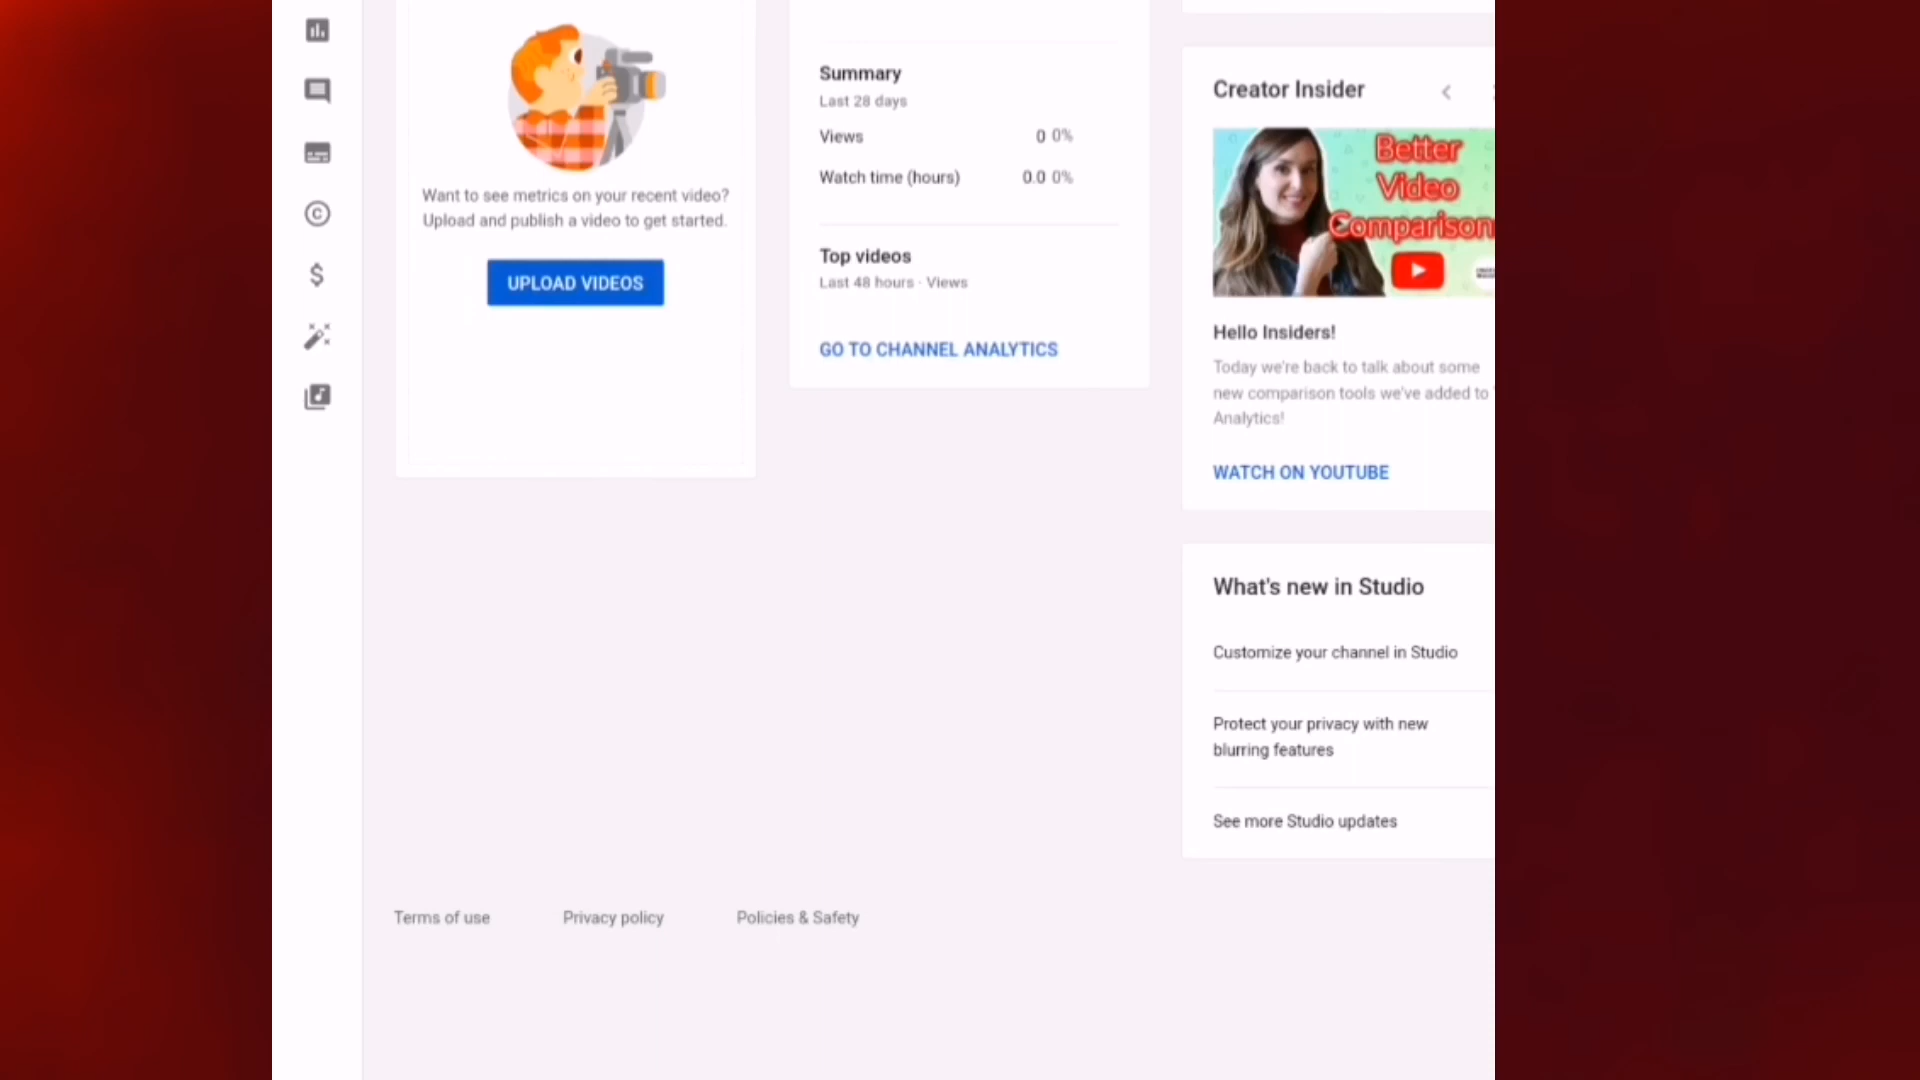 Want to see metrics on your recent video?
Upload and publish a video to get started.
UPLOAD VIDEOS
Summary
Last 28 days
Views 0 0%
Watch time (hours) 0.0 0%
Top videos
Last 48 hours · Views
GO TO CHANNEL ANALYTICS
Creator Insider
Better
Video
Comparison
Hello Insiders!
Today we're back to talk about some
new comparison tools we've added to
Analytics!
WATCH ON YOUTUBE
What's new in Studio
Customize your channel in Studio
Protect your privacy with new
blurring features
See more Studio updates
Terms of use Privacy policy Policies & Safety